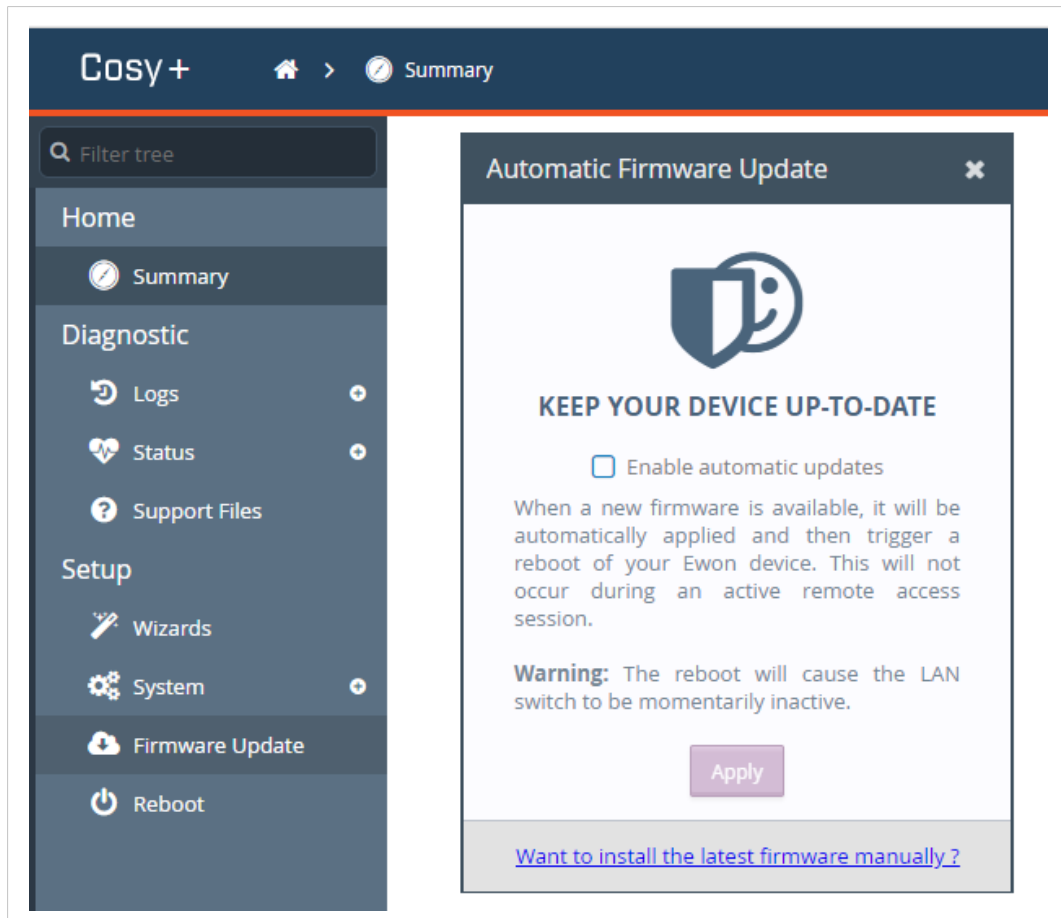 Cosy+
Summary
Filter tree
Home
Summary
Diagnostic
Logs
Status
Support Files
Setup
Wizards
System
Firmware Update
Reboot
Automatic Firmware Update
KEEP YOUR DEVICE UP-TO-DATE
Enable automatic updates
When a new firmware is available, it will be
automatically applied and then trigger a
reboot of your Ewon device. This will not
occur during an active remote access
session.
Warning: The reboot will cause the LAN
switch to be momentarily inactive.
Apply
Want to install the latest firmware manually ?